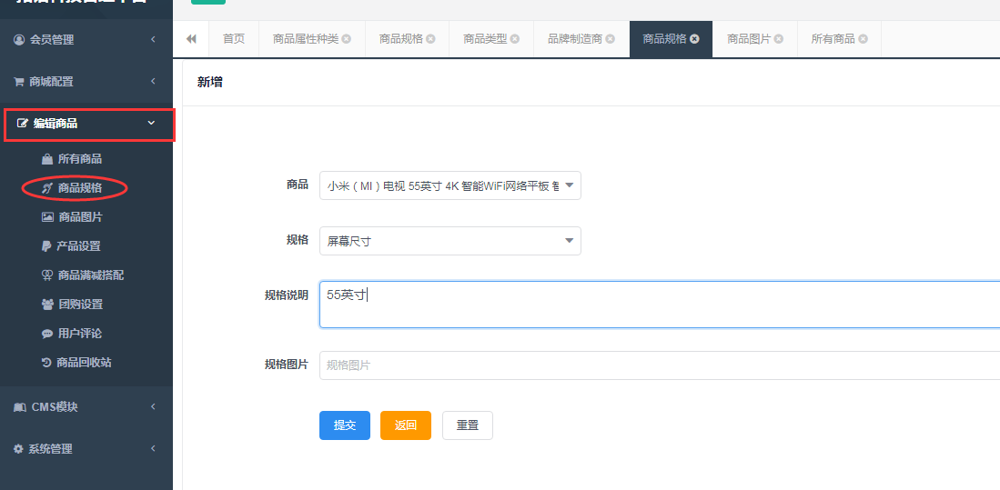 会员管理
商城配置
编辑商品
所有商品
商品规格
商品图片
产品设置
商品满减搭配
团购设置
用户评论
商品回收站
CMS模块
系统管理
首页 商品属性种类 商品规格 商品类型 品牌制造商 商品规格 商品图片 所有商品
新增
商品 小米 ( MI ) 电视 55英寸 4K 智能WiFi网络平板
规格 屏幕尺寸
规格说明 55英寸
规格图片 规格图片
提交 返回 重置